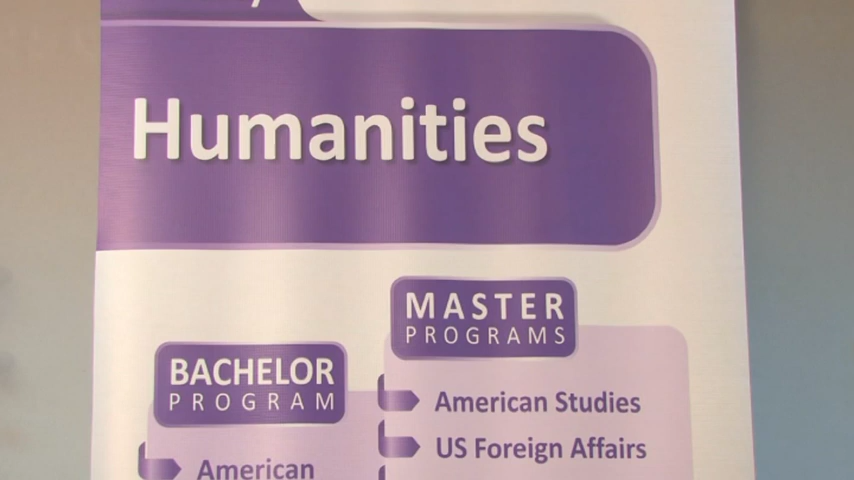 Humanities
MASTER
PROGRAMS
American Studies
US Foreign Affairs
BACHELOR
PROGRAM
American